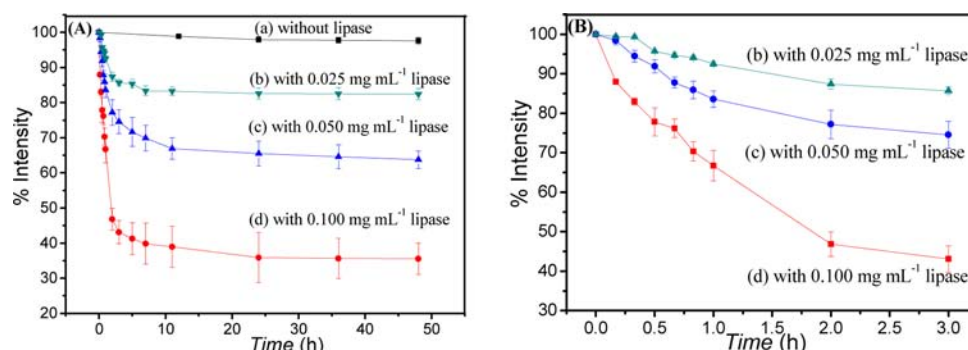 (A)
(a) without lipase
(b) with 0.025 mg mL⁻¹ lipase
(c) with 0.050 mg mL⁻¹ lipase
(d) with 0.100 mg mL⁻¹ lipase
% Intensity
100
90
80
70
60
50
40
30
20
0
10
20
30
40
50
Time (h)
(B)
(b) with 0.025 mg mL⁻¹ lipase
(c) with 0.050 mg mL⁻¹ lipase
(d) with 0.100 mg mL⁻¹ lipase
% Intensity
100
90
80
70
60
50
40
30
0.0
0.5
1.0
1.5
2.0
2.5
3.0
Time (h)